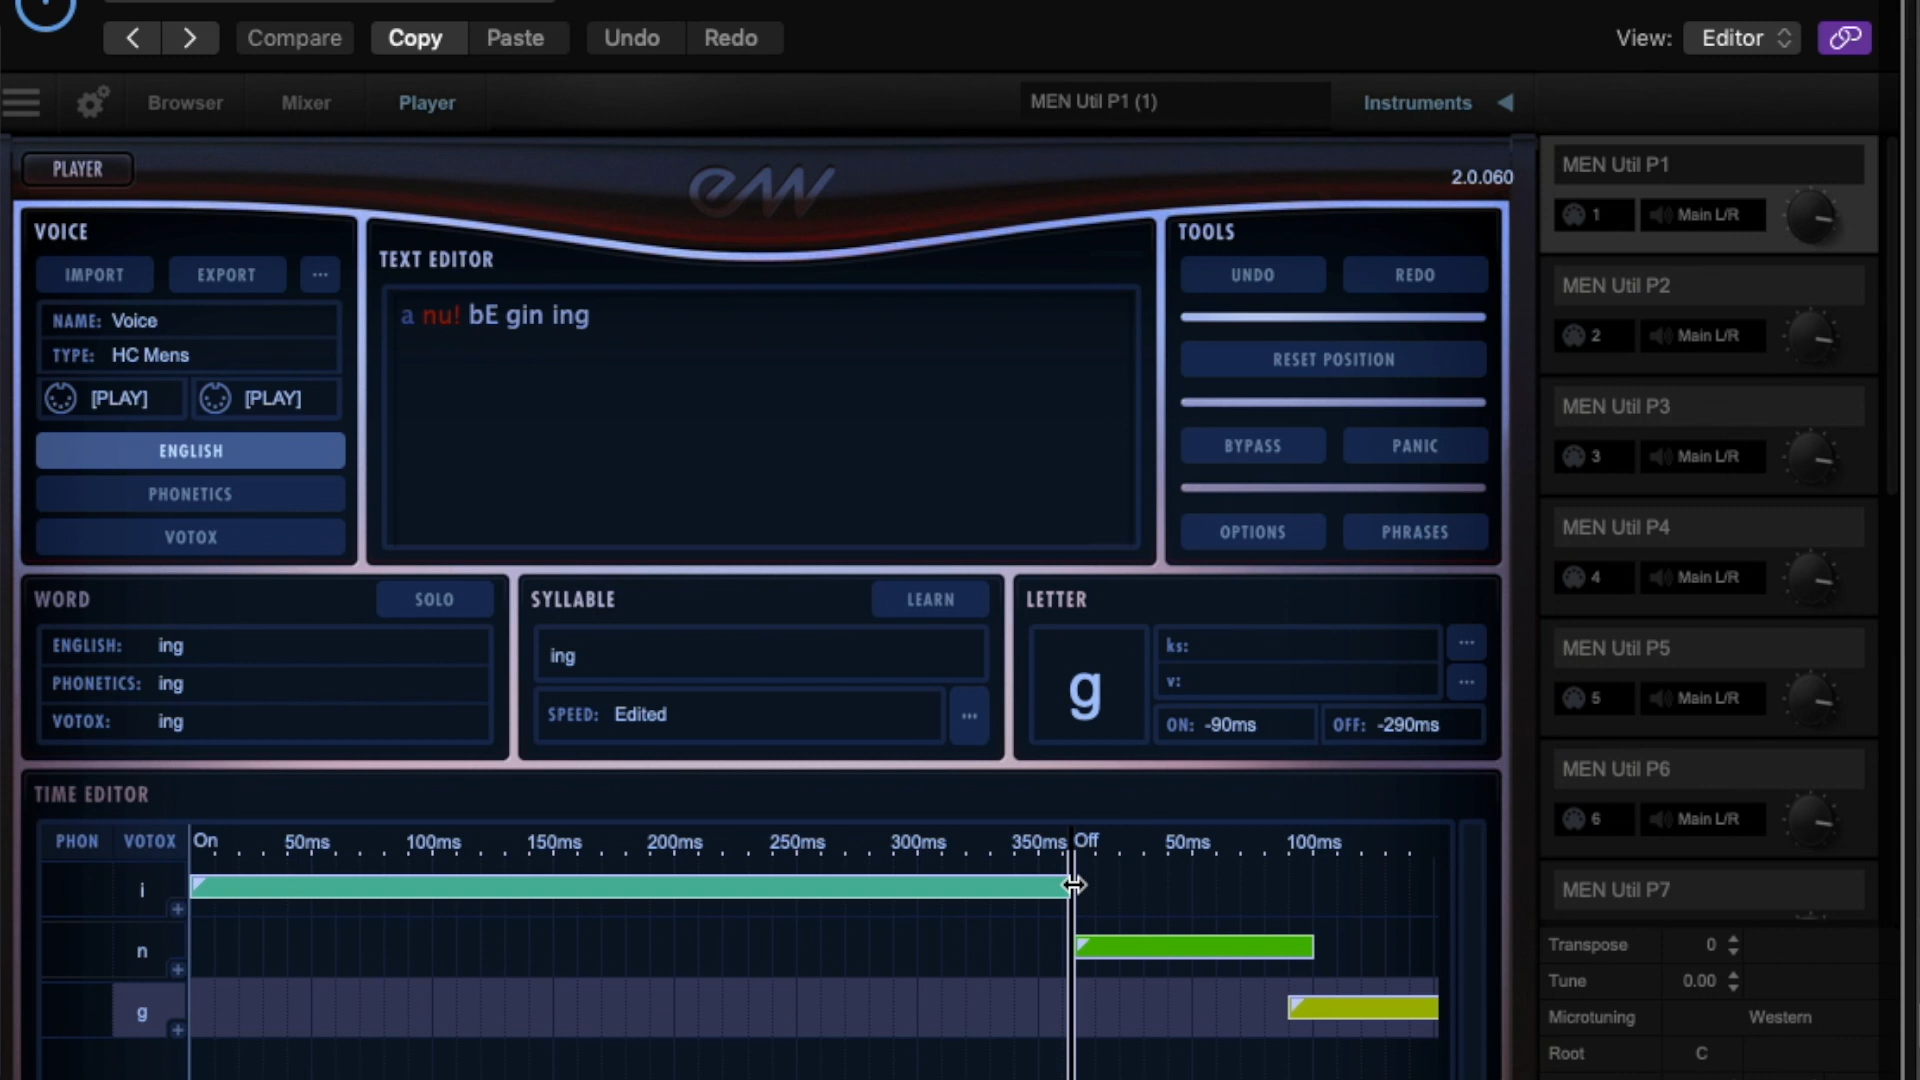 Compare Copy Paste Undo Redo View: Editor
Browser Mixer Player MEN Util P1 (1) Instruments
PLAYER
ew
2.0.060
VOICE
IMPORT EXPORT ...
NAME: Voice
TYPE: HC Mens
[PLAY] [PLAY]
ENGLISH
PHONETICS
VOTOX
TEXT EDITOR
a nu! bE gin ing
TOOLS
UNDO REDO
RESET POSITION
BYPASS PANIC
OPTIONS PHRASES
WORD SOLO
ENGLISH: ing
PHONETICS: ing
VOTOX: ing
SYLLABLE LEARN
ing
SPEED: Edited ...
LETTER
g
ks: ...
v: ...
ON: -90ms OFF: -290ms
TIME EDITOR
PHON VOTOX On 50ms 100ms 150ms 200ms 250ms 300ms 350ms Off 50ms 100ms
i
n
g
MEN Util P1
1 Main L/R
MEN Util P2
2 Main L/R
MEN Util P3
3 Main L/R
MEN Util P4
4 Main L/R
MEN Util P5
5 Main L/R
MEN Util P6
6 Main L/R
MEN Util P7
Transpose 0
Tune 0.00
Microtuning Western
Root C